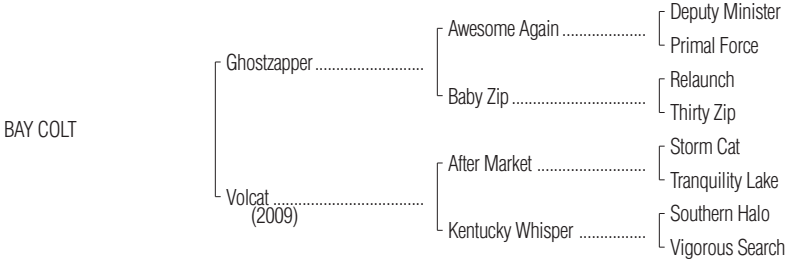 Deputy Minister
Awesome Again ....................
Primal Force
Ghostzapper .........................
Relaunch
Baby Zip ................................
Thirty Zip
BAY COLT
Storm Cat
After Market ..........................
Tranquility Lake
Volcat ....................................
(2009)
Southern Halo
Kentucky Whisper ................
Vigorous Search